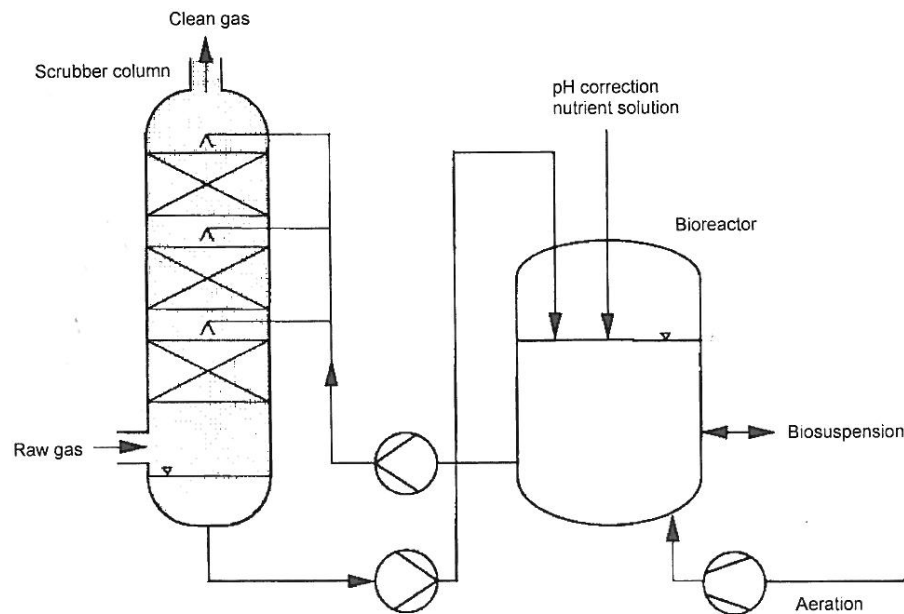 Clean gas
Scrubber column
pH correction
nutrient solution
Bioreactor
Raw gas
Biosuspension
Aeration